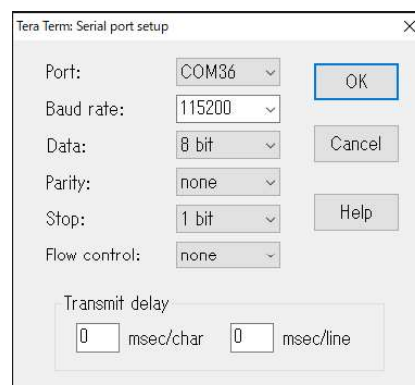 Tera Term: Serial port setup
Port: COM36 OK
Baud rate: 115200
Data: 8 bit Cancel
Parity: none
Stop: 1 bit Help
Flow control: none
Transmit delay
0 msec/char 0 msec/line